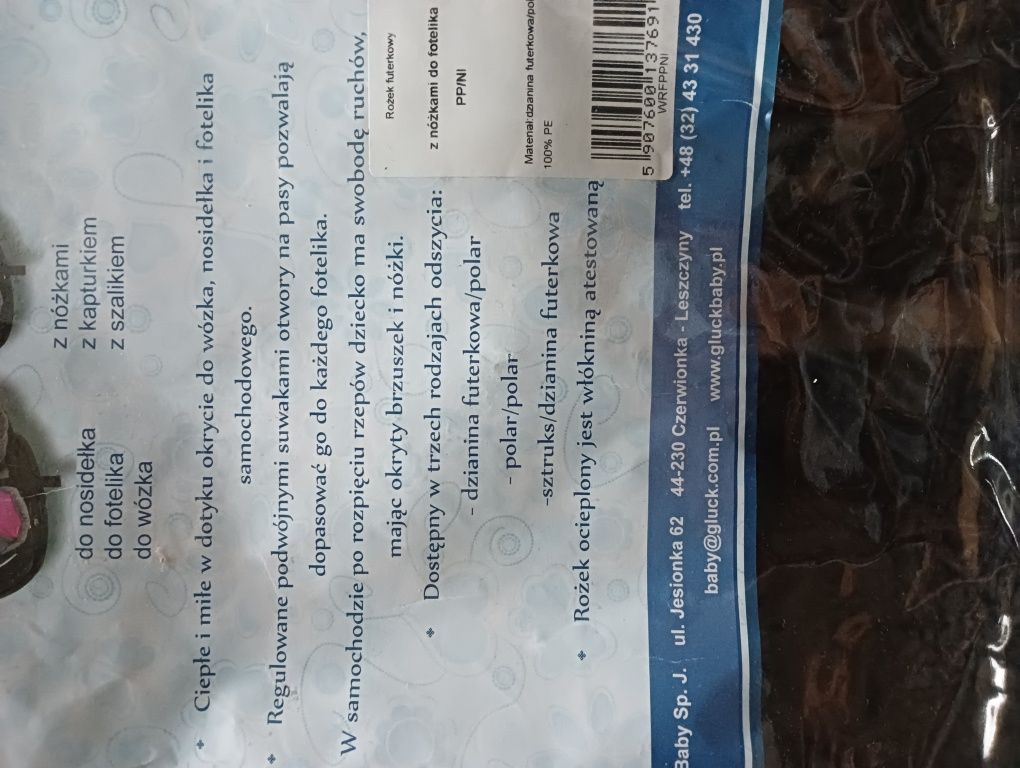 do nosidełka
do fotelika
do wózka
z nóżkami
z kapturkiem
z szalikiem
Ciepłe i miłe w dotyku okrycie do wózka, nosidełka i fotelika
samochodowego.
Regulowane podwójnymi suwakami otwory na pasy pozwalają
dopasować go do każdego fotelika.
W samochodzie po rozpięciu rzepów dziecko ma swobodę ruchów,
mając okryty brzuszek i nóżki.
Dostępny w trzech rodzajach odszycia:
- dzianina futerkowa/polar
- polar/polar
-sztruks/dzianina futerkowa
Rożek ocieplony jest włókniną atestowaną
Rożek futerkowy
z nóżkami do fotelika
PP/NI
Materiał:dzianina futerkowa/pol
100% PE
5 907600 137691
WRFPPNI
Baby Sp. J. ul. Jesionka 62 44-230 Czerwionka - Leszczyny tel. +48 (32) 43 31 430
baby@gluck.com.pl www.gluckbaby.pl